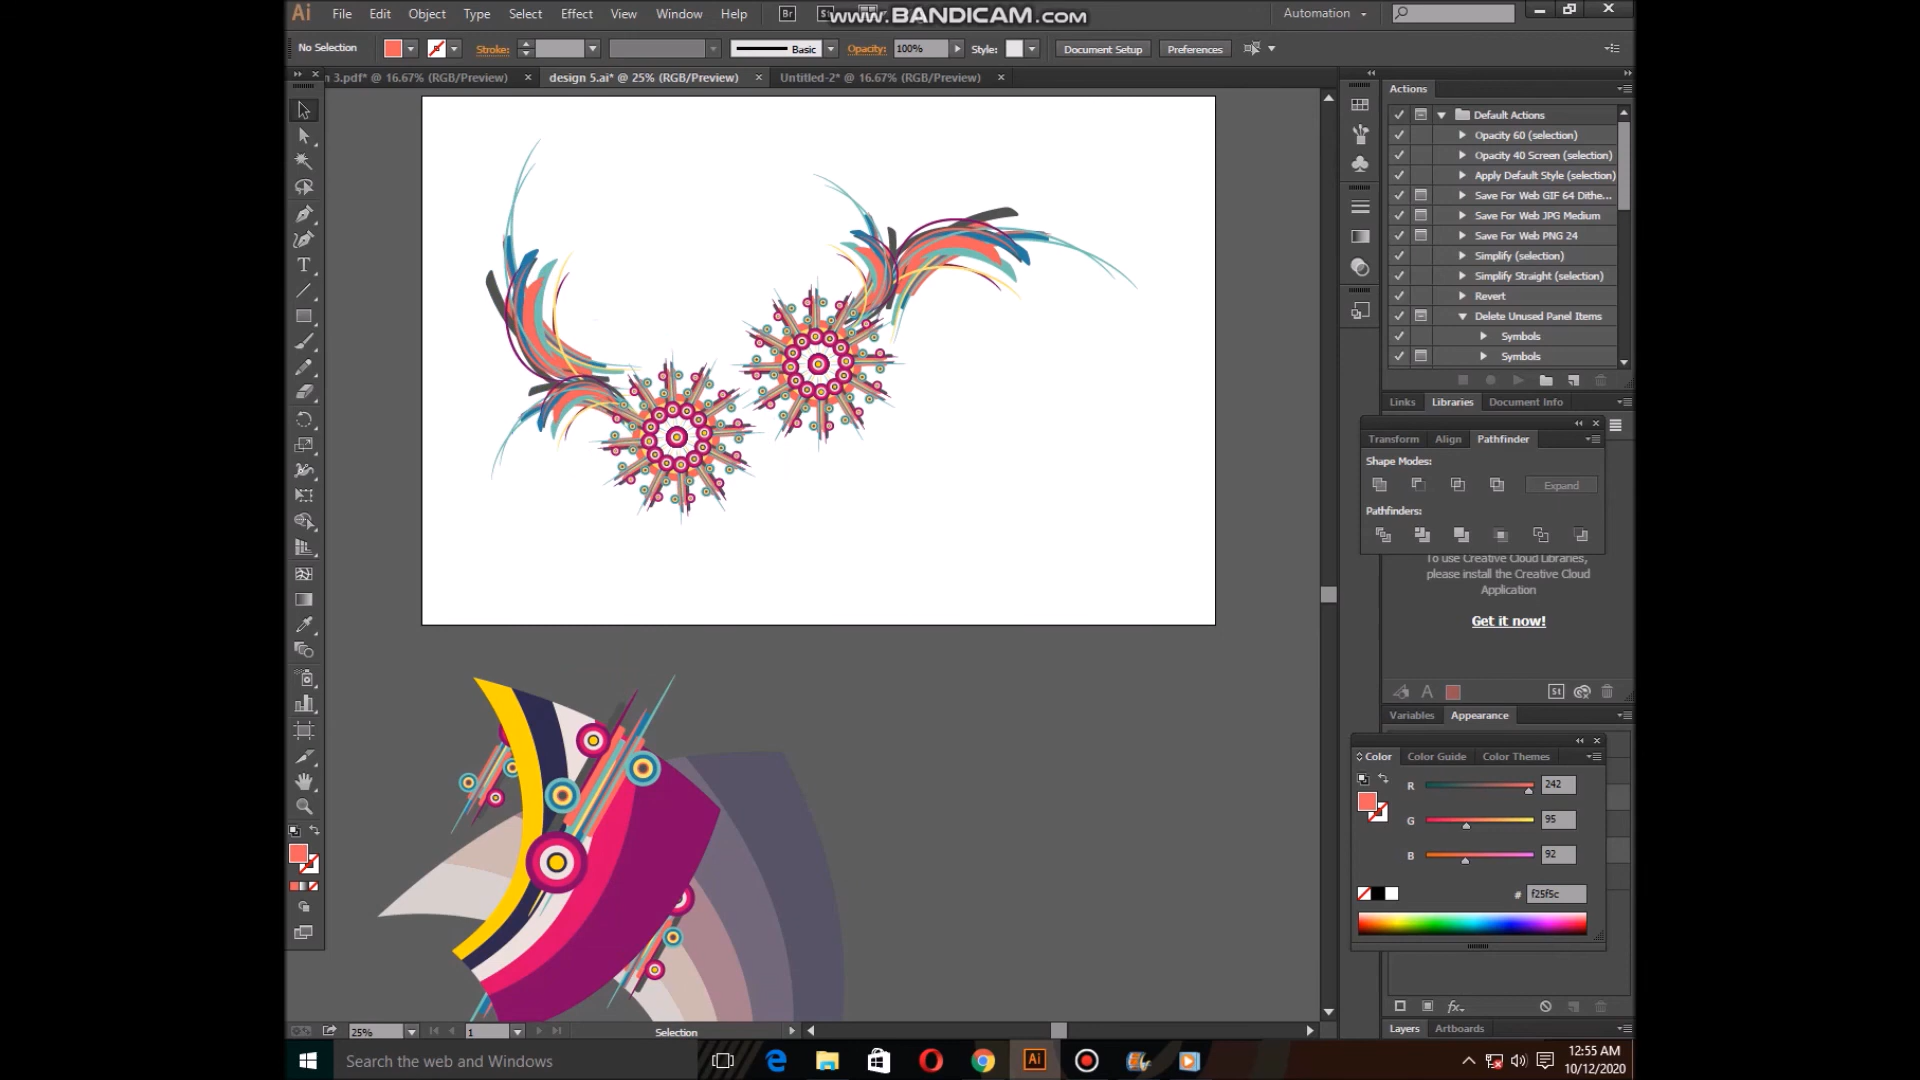 Ai File Edit Object Type Select Effect View Window Help Br St www.BANDICAM.com Automation
No Selection Stroke: Basic Opacity: 100% Style: Document Setup Preferences
n 3.pdf* @ 16.67% (RGB/Preview) × design 5.ai* @ 25% (RGB/Preview) × Untitled-2* @ 16.67% (RGB/Preview) ×
Actions
Default Actions
Opacity 60 (selection)
Opacity 40 Screen (selection)
Apply Default Style (selection)
Save For Web GIF 64 Dithe...
Save For Web JPG Medium
Save For Web PNG 24
Simplify (selection)
Simplify Straight (selection)
Revert
Delete Unused Panel Items
Symbols
Symbols
Links Libraries Document Info
Transform Align Pathfinder
Shape Modes:
Expand
Pathfinders:
To use Creative Cloud Libraries,
please install the Creative Cloud
Application
Get it now!
Variables Appearance
Color Color Guide Color Themes
R 242
G 95
B 92
# f25f5c
Layers Artboards
25% 1 Selection
Search the web and Windows
12:55 AM
10/12/2020